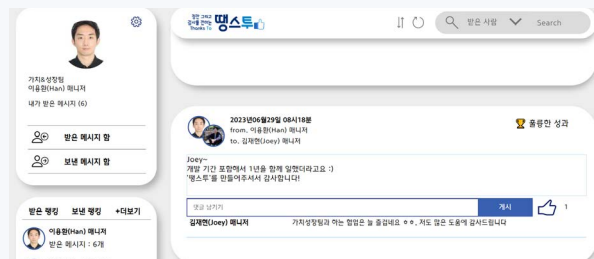 칭찬 그리고
감사를 전하는
Thanks To
땡스투
받은 사람
Search
가치&성장팀
이용환(Han) 매니저
내가 받은 메시지 (6)
받은 메시지 함
보낸 메시지 함
받은 랭킹 보낸 랭킹 +더보기
이용환(Han) 매니저
받은 메시지 : 6개
2023년06월29일 08시18분
from. 이용환(Han) 매니저
to. 김재현(Joey) 매니저
훌륭한 성과
Joey~
개발 기간 포함해서 1년을 함께 일했더라고요 :)
'땡스투'를 만들어주셔서 감사합니다!
댓글 남기기
게시
1
김재현(Joey) 매니저 가치성장팀과 하는 협업은 늘 즐겁네요 ㅎㅎ, 저도 많은 도움에 감사드립니다